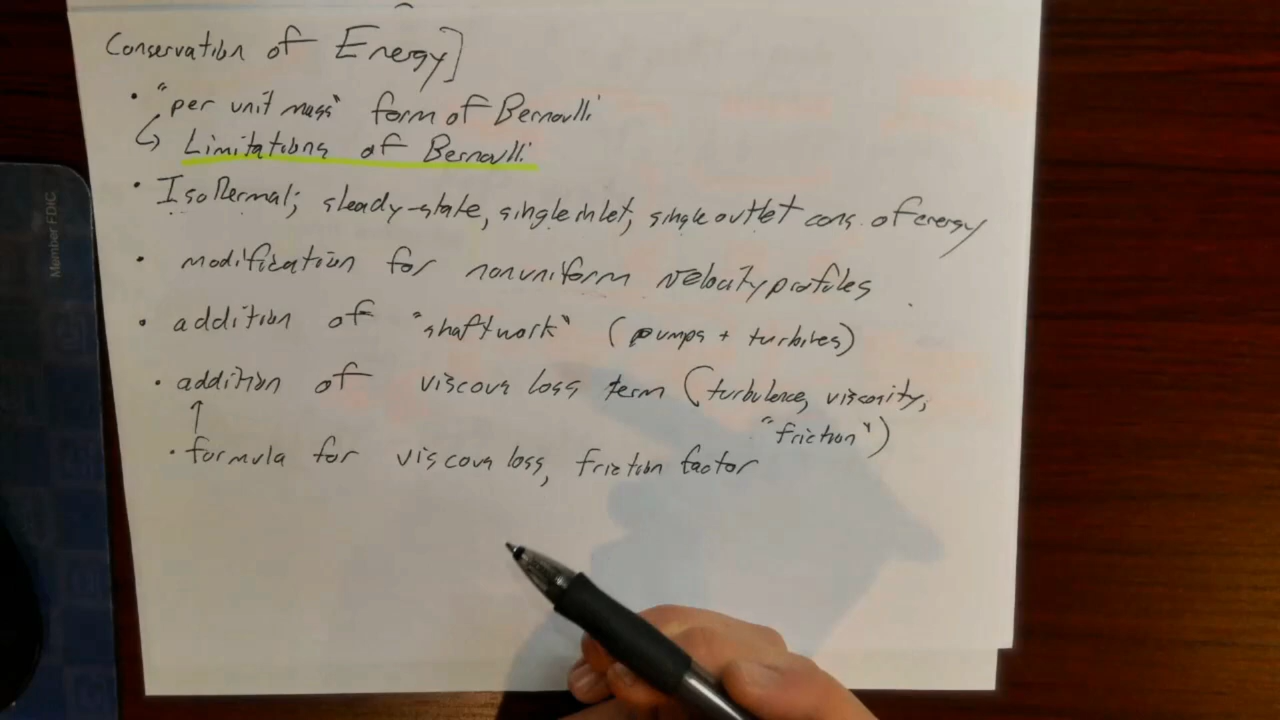 Conservation of Energy]
• "per unit mass" form of Bernoulli
↳ Limitations of Bernoulli
• Isothermal, steady-state, single inlet, single outlet cons. of energy
• modification for nonuniform velocity profiles
• addition of "shaft work" (pumps + turbines)
• addition of viscous loss term (turbulence, viscosity,
"friction")
• formula for viscous loss, friction factor
Member FDIC